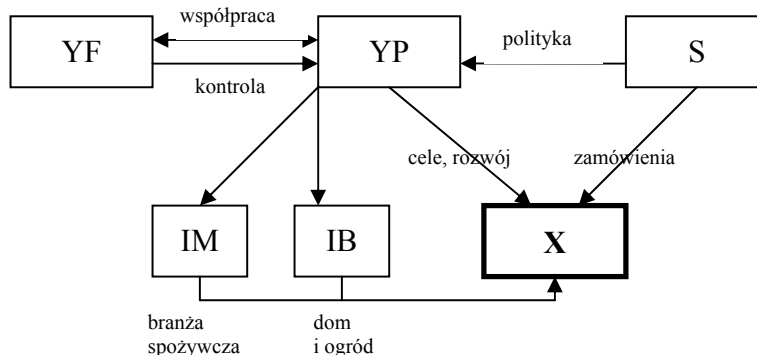 współpraca
YF
YP
polityka
S
kontrola
cele, rozwój
zamówienia
IM
IB
X
branża
spożywcza
dom
i ogród